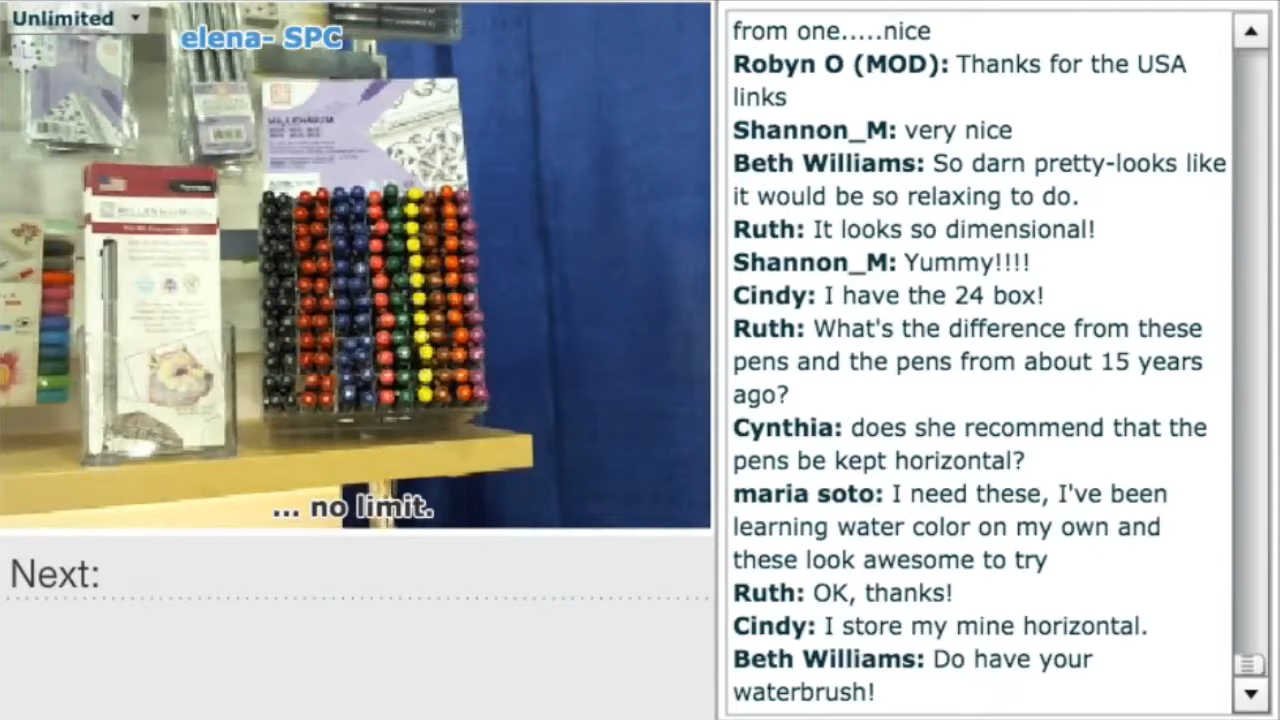 Unlimited
elena- SPC
MILLENNIUM
... no limit.
Next:
from one.....nice
Robyn O (MOD): Thanks for the USA
links
Shannon_M: very nice
Beth Williams: So darn pretty-looks like
it would be so relaxing to do.
Ruth: It looks so dimensional!
Shannon_M: Yummy!!!!
Cindy: I have the 24 box!
Ruth: What's the difference from these
pens and the pens from about 15 years
ago?
Cynthia: does she recommend that the
pens be kept horizontal?
maria soto: I need these, I've been
learning water color on my own and
these look awesome to try
Ruth: OK, thanks!
Cindy: I store my mine horizontal.
Beth Williams: Do have your
waterbrush!